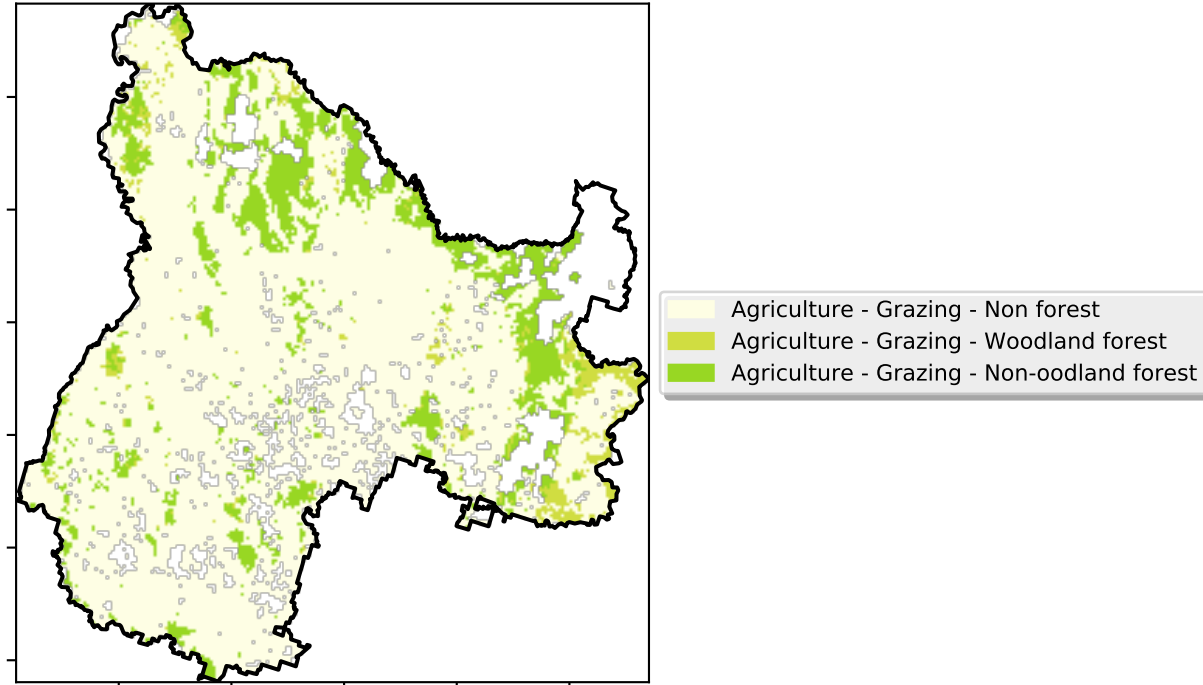 Agriculture - Grazing - Non forest
Agriculture - Grazing - Woodland forest
Agriculture - Grazing - Non-oodland forest